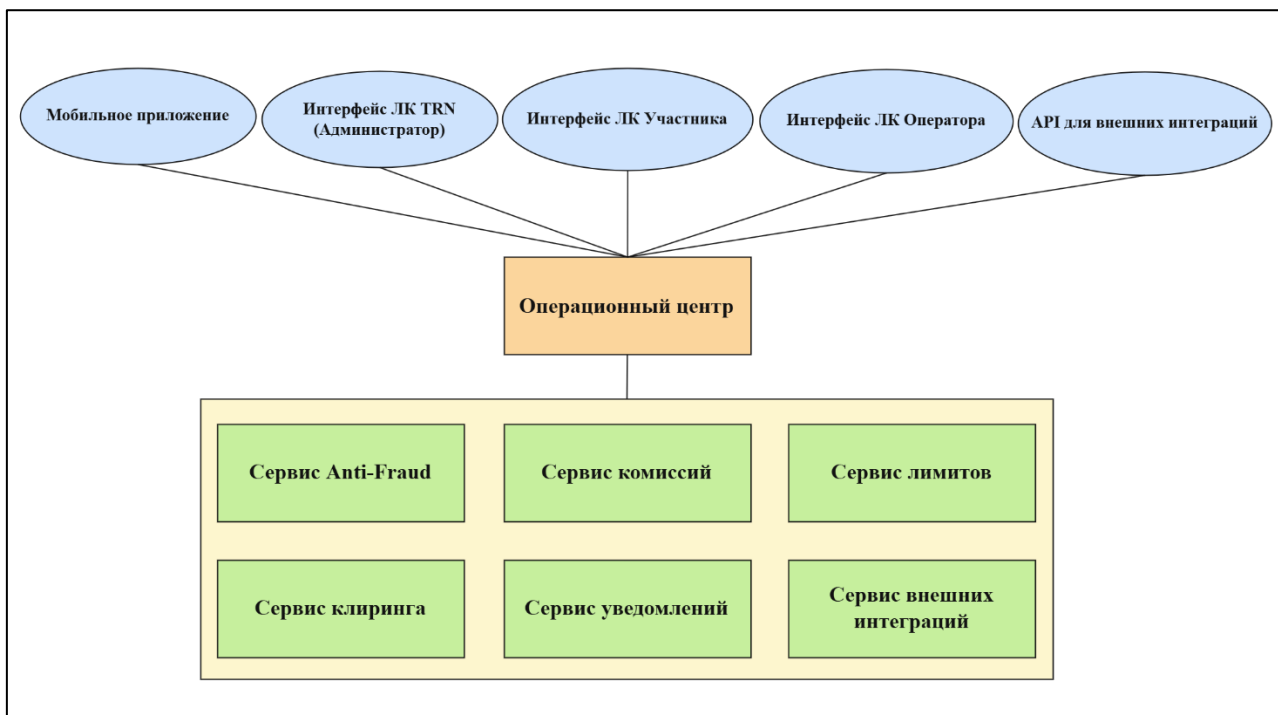 Мобильное приложение
Интерфейс ЛК TRN
(Администратор)
Интерфейс ЛК Участника
Интерфейс ЛК Оператора
API для внешних интеграций
Операционный центр
Сервис Anti-Fraud
Сервис комиссий
Сервис лимитов
Сервис клиринга
Сервис уведомлений
Сервис внешних
интеграций